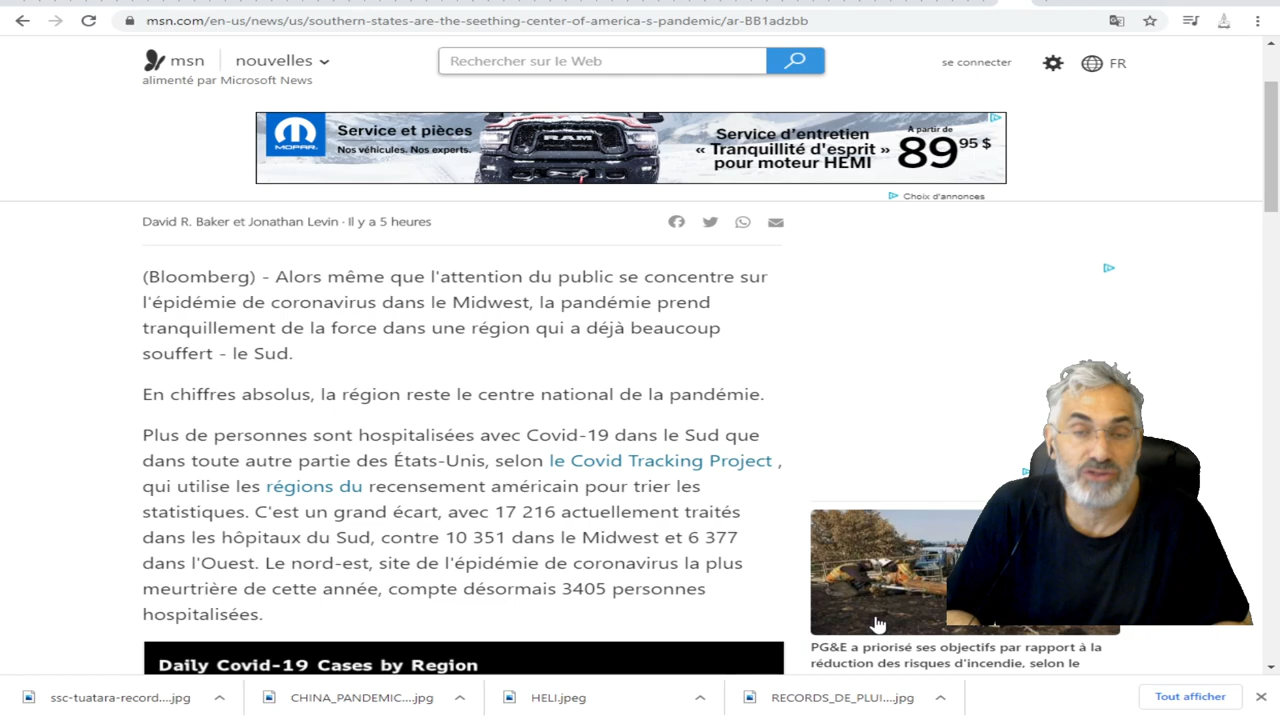 msn.com/en-us/news/us/southern-states-are-the-seething-center-of-america-s-pandemic/ar-BB1adzbb
msn nouvelles
alimenté par Microsoft News
Rechercher sur le Web
se connecter
FR
MOPAR
Service et pièces
Nos véhicules. Nos experts.
RAM
Service d'entretien
« Tranquillité d'esprit »
pour moteur HEMI
À partir de
89 95 $
Choix d'annonces
David R. Baker et Jonathan Levin · Il y a 5 heures
(Bloomberg) - Alors même que l'attention du public se concentre sur
l'épidémie de coronavirus dans le Midwest, la pandémie prend
tranquillement de la force dans une région qui a déjà beaucoup
souffert - le Sud.
En chiffres absolus, la région reste le centre national de la pandémie.
Plus de personnes sont hospitalisées avec Covid-19 dans le Sud que
dans toute autre partie des États-Unis, selon le Covid Tracking Project ,
qui utilise les régions du recensement américain pour trier les
statistiques. C'est un grand écart, avec 17 216 actuellement traités
dans les hôpitaux du Sud, contre 10 351 dans le Midwest et 6 377
dans l'Ouest. Le nord-est, site de l'épidémie de coronavirus la plus
meurtrière de cette année, compte désormais 3405 personnes
hospitalisées.
Daily Covid-19 Cases by Region
PG&E a priorisé ses objectifs par rapport à la
réduction des risques d'incendie, selon le
ssc-tuatara-record....jpg
CHINA_PANDEMIC....jpg
HELI.jpeg
RECORDS_DE_PLUI....jpg
Tout afficher